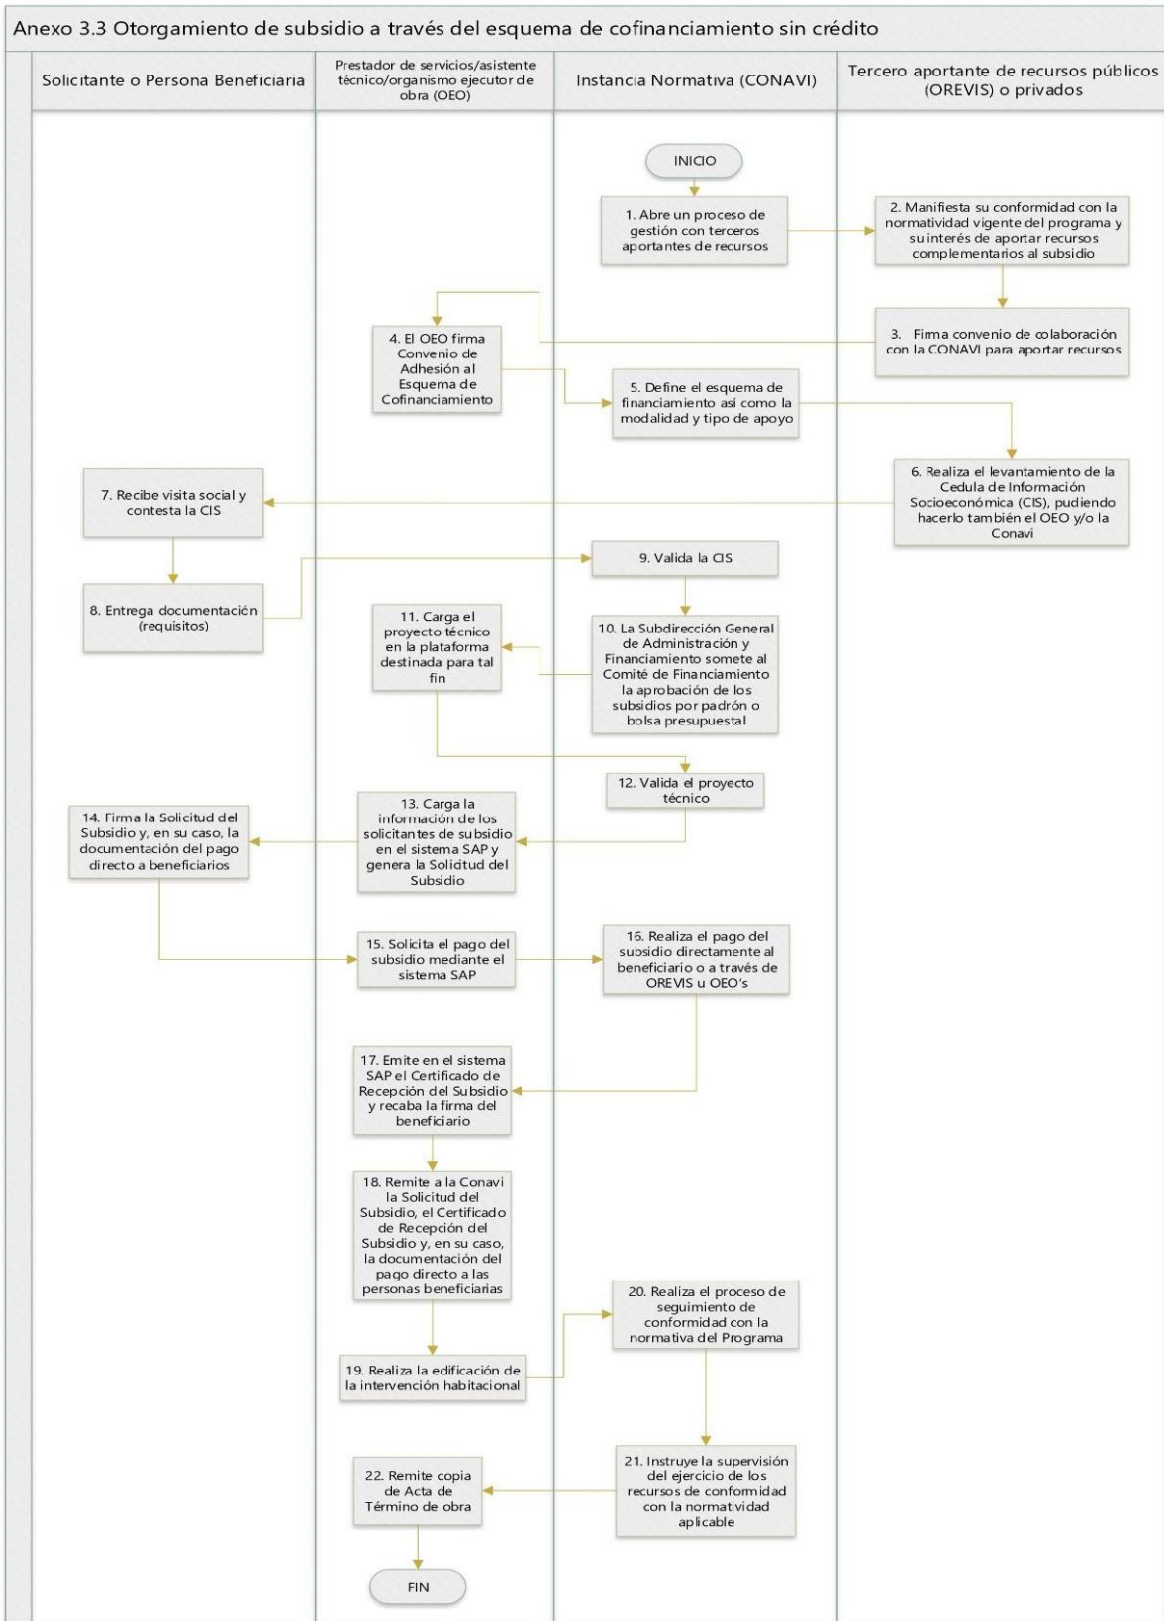 Anexo 3.3 Otorgamiento de subsidio a través del esquema de cofinanciamiento sin crédito
Solicitante o Persona Beneficiaria
Prestador de servicios/asistente
técnico/organismo ejecutor de
obra (OEO)
Instancia Normativa (CONAVI)
Tercero aportante de recursos públicos
(OREVIS) o privados
INICIO
1. Abre un proceso de
gestión con terceros
aportantes de recursos
2. Manifiesta su conformidad con la
normatividad vigente del programa y
su interés de aportar recursos
complementarios al subsidio
3. Firma convenio de colaboración
con la CONAVI para aportar recursos
4. El OEO firma
Convenio de
Adhesión al
Esquema de
Cofinanciamiento
5. Define el esquema de
financiamiento así como la
modalidad y tipo de apoyo
6. Realiza el levantamiento de la
Cedula de Información
Socioeconómica (CIS), pudiendo
hacerlo también el OEO y/o la
Conavi
7. Recibe visita social y
contesta la CIS
8. Entrega documentación
(requisitos)
9. Valida la CIS
10. La Subdirección General
de Administración y
Financiamiento somete al
Comité de Financiamiento
la aprobación de los
subsidios por padrón o
bolsa presupuestal
11. Carga el
proyecto técnico
en la plataforma
destinada para tal
fin
12. Valida el proyecto
técnico
13. Carga la
información de los
solicitantes de subsidio
en el sistema SAP y
genera la Solicitud del
Subsidio
14. Firma la Solicitud del
Subsidio y, en su caso, la
documentación del pago
directo a beneficiarios
15. Solicita el pago del
subsidio mediante el
sistema SAP
16. Realiza el pago del
subsidio directamente al
beneficiario o a través de
OREVIS u OEO's
17. Emite en el sistema
SAP el Certificado de
Recepción del Subsidio
y recaba la firma del
beneficiario
18. Remite a la Conavi
la Solicitud del
Subsidio, el Certificado
de Recepción del
Subsidio y, en su caso,
la documentación del
pago directo a las
personas beneficiarias
19. Realiza la edificación de
la intervención habitacional
20. Realiza el proceso de
seguimiento de
conformidad con la
normativa del Programa
21. Instruye la supervisión
del ejercicio de los
recursos de conformidad
con la normatividad
aplicable
22. Remite copia
de Acta de
Término de obra
FIN